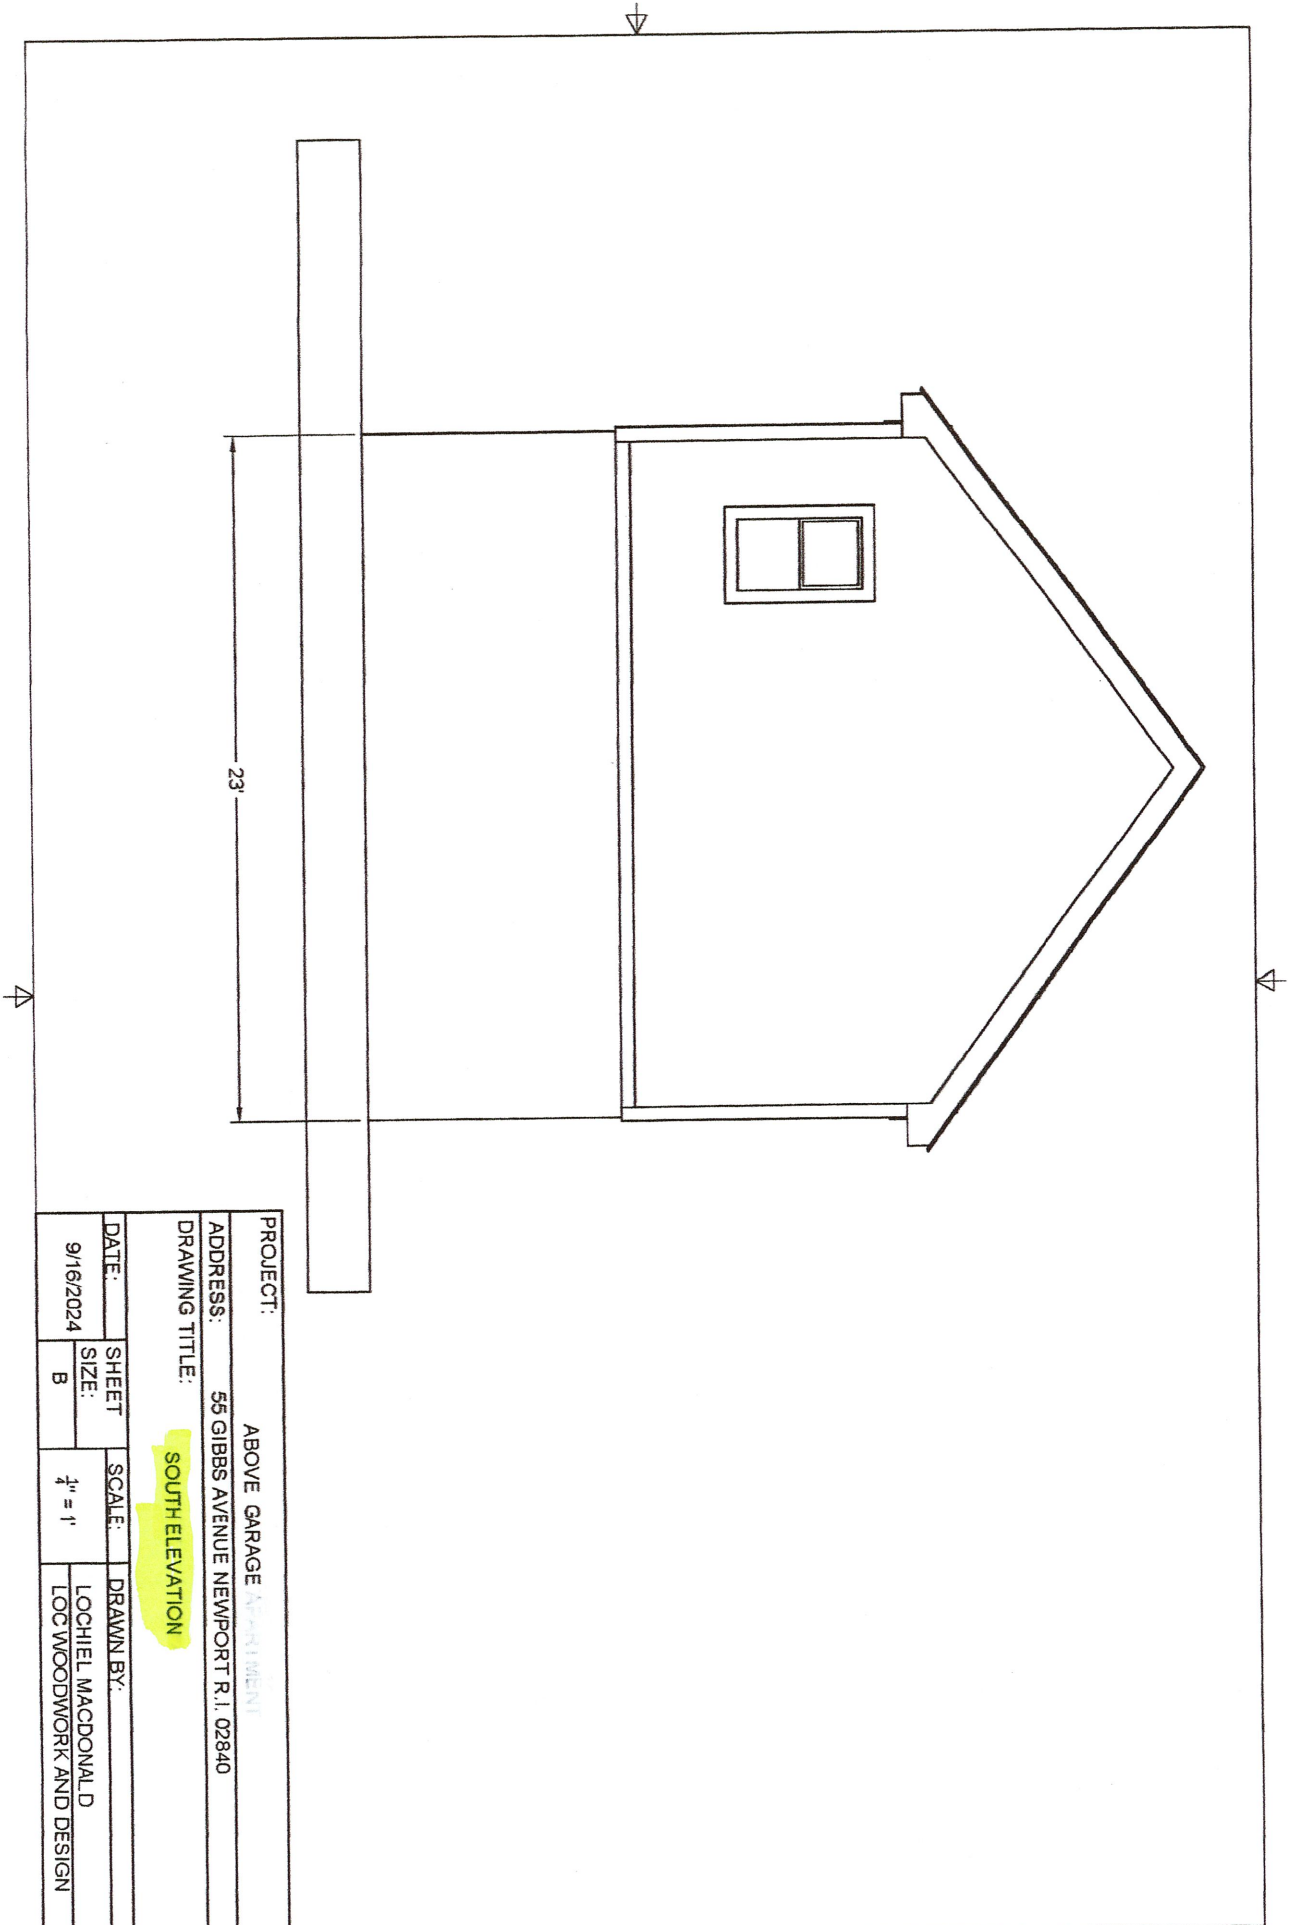 23'
PROJECT:
ABOVE GARAGE APARTMENT
ADDRESS: 55 GIBBS AVENUE NEWPORT R.I. 02840
DRAWING TITLE:
SOUTH ELEVATION
DATE: SHEET SIZE: SCALE: DRAWN BY:
9/16/2024 B 1/4" = 1' LOCHIEL MACDONALD
LOC WOODWORK AND DESIGN